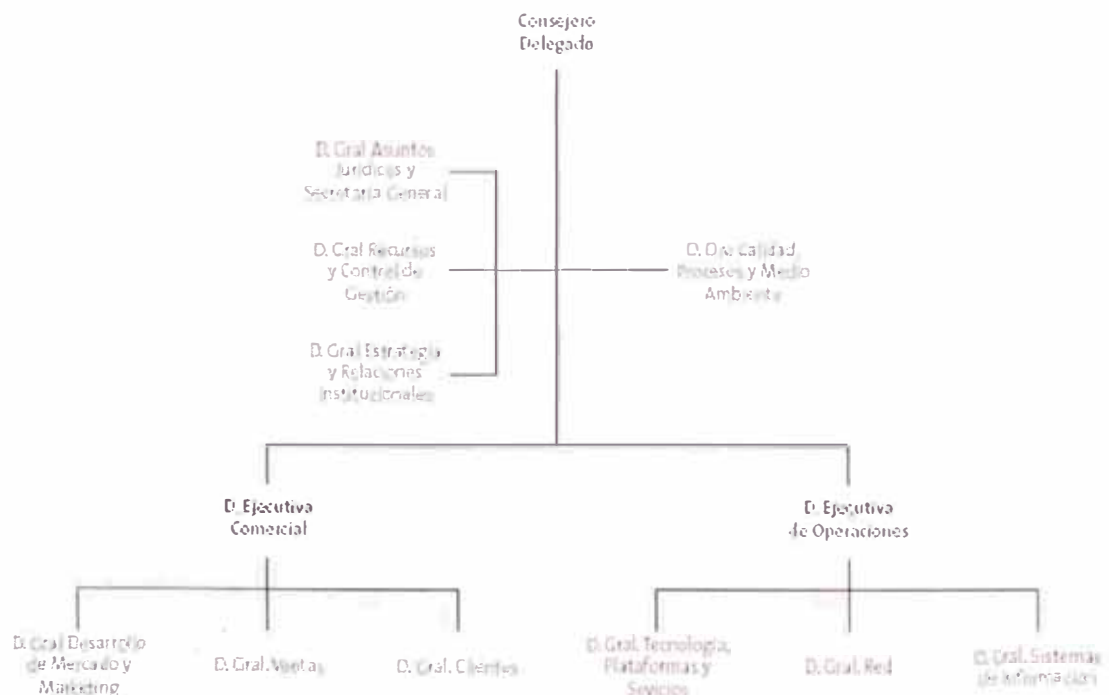 Consejero
Delegado
D. Gral Asuntos
Jurídicos y
Secretaría General
D. Gral Recursos
y Control de
Gestión
D. Dir. Calidad,
Procesos y Medio
Ambiente
D. Gral Estrategia
y Relaciones
Institucionales
D. Ejecutiva
Comercial
D. Ejecutiva
de Operaciones
D. Gral Desarrollo
de Mercado y
Marketing
D. Gral. Ventas
D. Gral. Clientes
D. Gral. Tecnología,
Plataformas y
Sevicios
D. Gral. Red
D. Gral. Sistemas
de Información